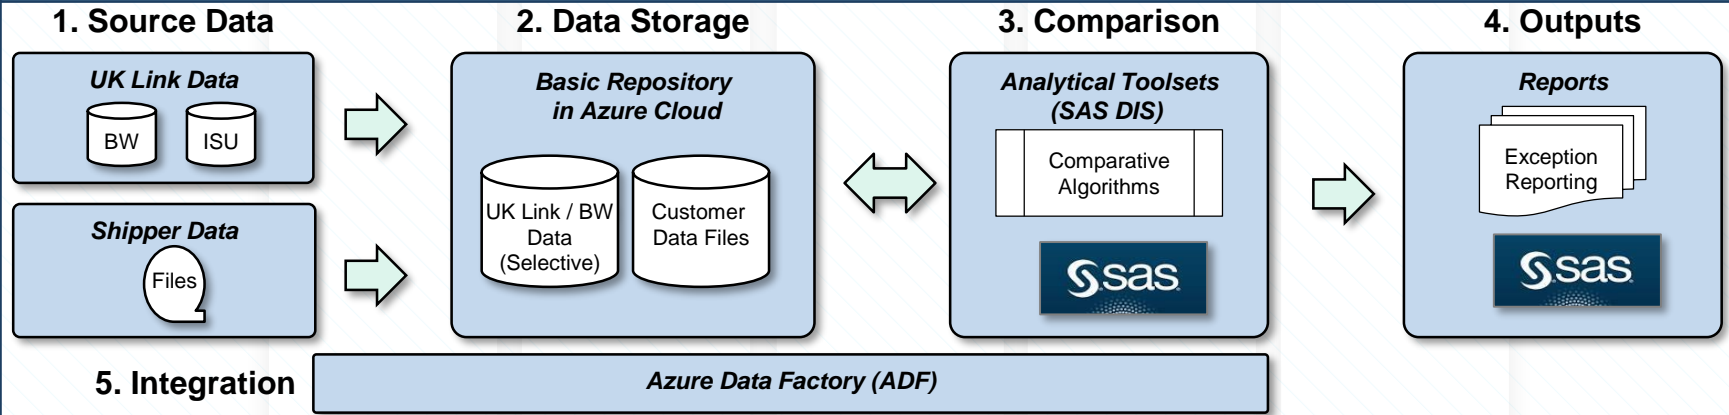 1. Source Data
2. Data Storage
3. Comparison
4. Outputs
UK Link Data
BW
ISU
Shipper Data
Files
Basic Repository
in Azure Cloud
UK Link / BW
Data
(Selective)
Customer
Data Files
Analytical Toolsets
(SAS DIS)
Comparative
Algorithms
sas
Reports
Exception
Reporting
sas
5. Integration
Azure Data Factory (ADF)